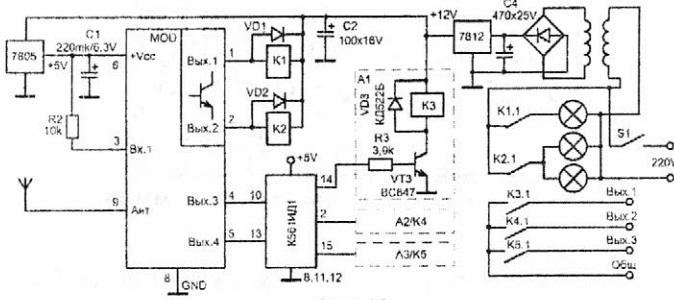 C1
220mk/6.3V
MOD
VD1
C2
100x16V
+12V
C4
470x25V
7805
+5V
6
+Vcc
Вых.1
1
K1
7812
A1
VD3
КД522Б
K3
VD2
K2
Вых.2
2
R2
10k
3
Вх.1
R3
3,9k
VT3
BC847
K1.1
K2.1
S1
220V
+5V
14
9
Ант
Вых.3
4
10
К561ИД1
2
A2/K4
Вых.4
5
13
15
A3/K5
8
GND
8.11.12
K3.1
Вых.1
K4.1
Вых.2
K5.1
Вых.3
Общ